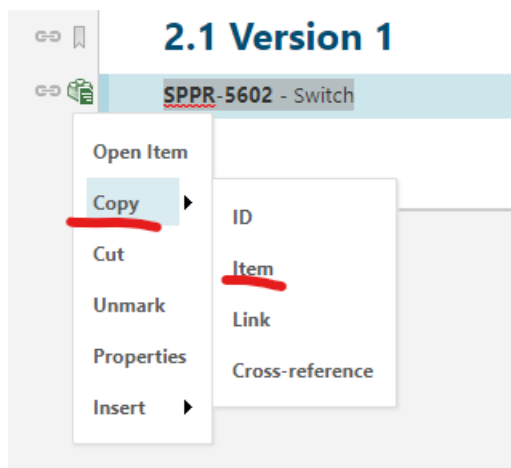 2.1 Version 1
SPPR-5602 - Switch
Open Item
Copy
Cut
Unmark
Properties
Insert
ID
Item
Link
Cross-reference